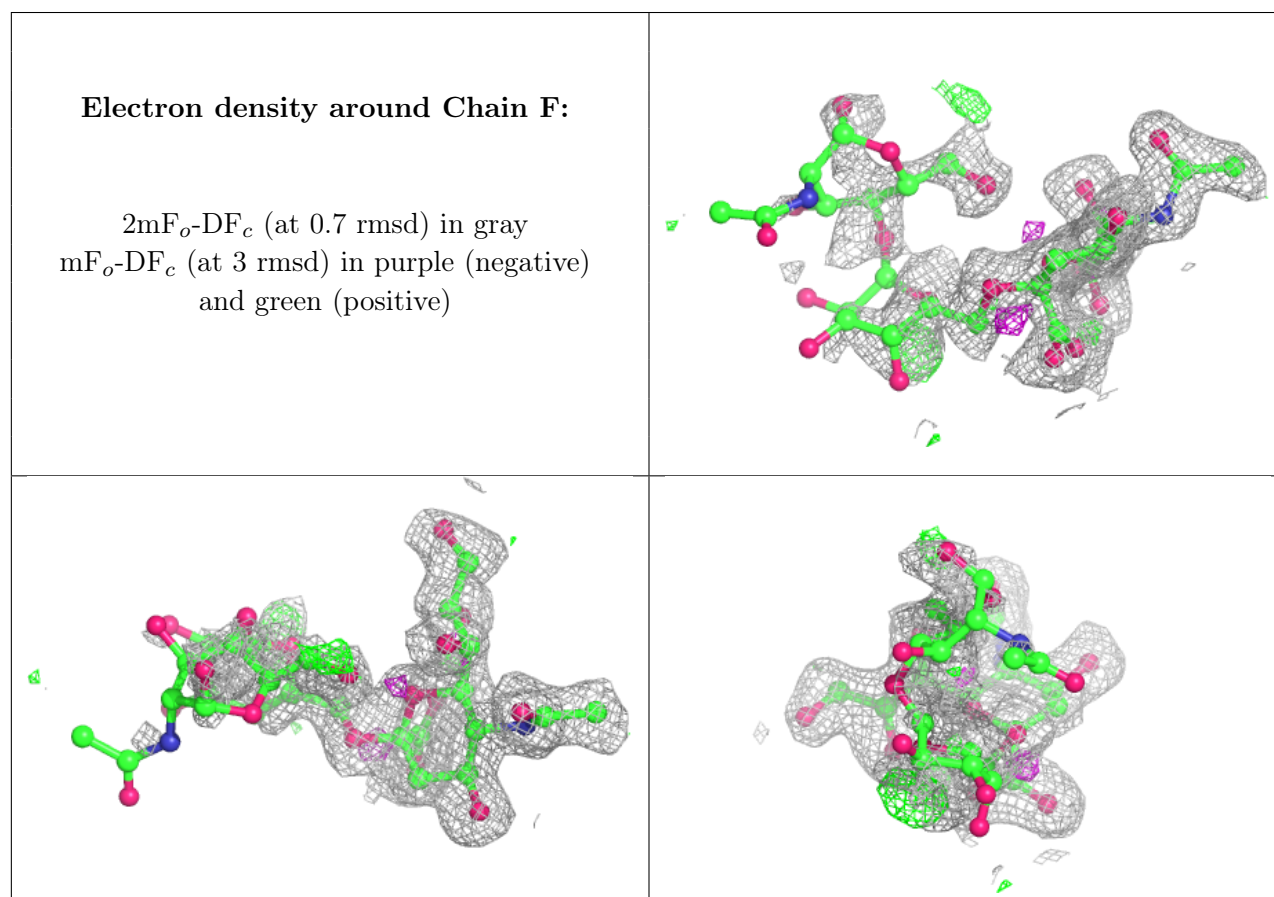 Electron density around Chain F:
2mFo-DFc (at 0.7 rmsd) in gray
mFo-DFc (at 3 rmsd) in purple (negative)
and green (positive)